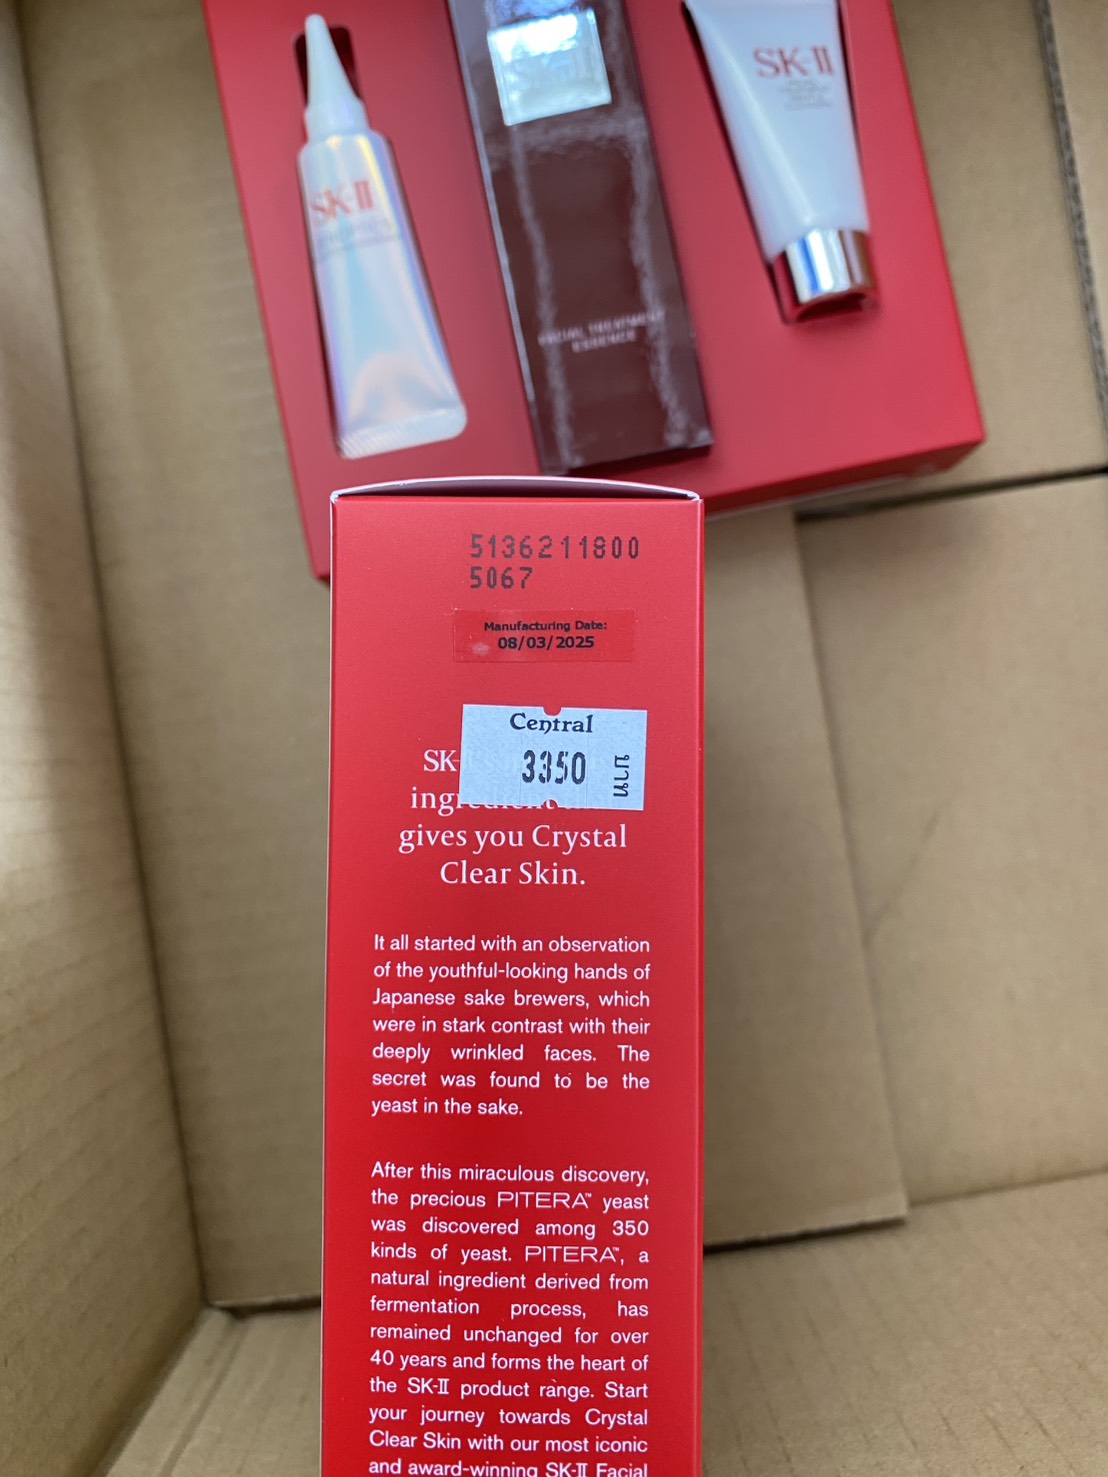 SK-II
SK-II
SK-II
FACIAL TREATMENT
ESSENCE
5136211800
5067
Manufacturing Date:
08/03/2025
Central
3350 บาท
SK-
ingredient
gives you Crystal
Clear Skin.
It all started with an observation
of the youthful-looking hands of
Japanese sake brewers, which
were in stark contrast with their
deeply wrinkled faces. The
secret was found to be the
yeast in the sake.
After this miraculous discovery,
the precious PITERA™ yeast
was discovered among 350
kinds of yeast. PITERA™, a
natural ingredient derived from
fermentation process, has
remained unchanged for over
40 years and forms the heart of
the SK-II product range. Start
your journey towards Crystal
Clear Skin with our most iconic
and award-winning SK-II Facial